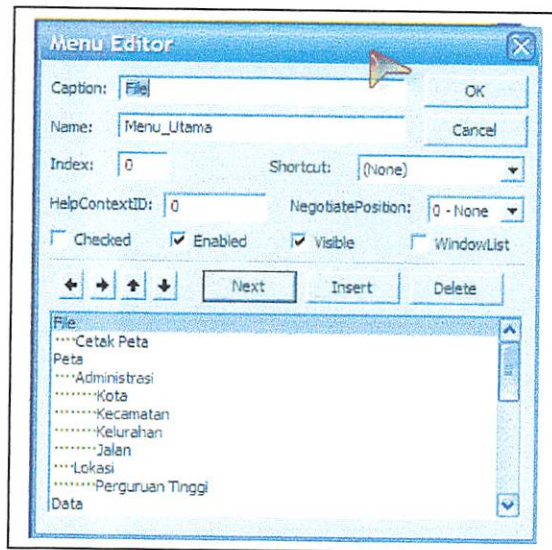 Menu Editor
Caption: File OK
Name: Menu_Utama Cancel
Index: 0 Shortcut: (None)
HelpContextID: 0 NegotiatePosition: 0 - None
Checked Enabled Visible WindowList
Next Insert Delete
File
····Cetak Peta
Peta
····Administrasi
········Kota
········Kecamatan
········Kelurahan
········Jalan
····Lokasi
········Perguruan Tinggi
Data